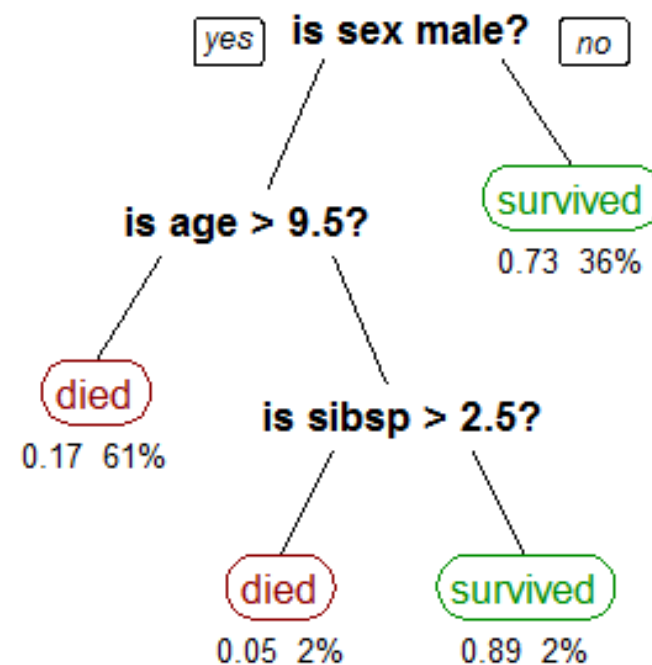 yes is sex male? no
survived
is age > 9.5?
0.73 36%
died
is sibsp > 2.5?
0.17 61%
died survived
0.05 2% 0.89 2%